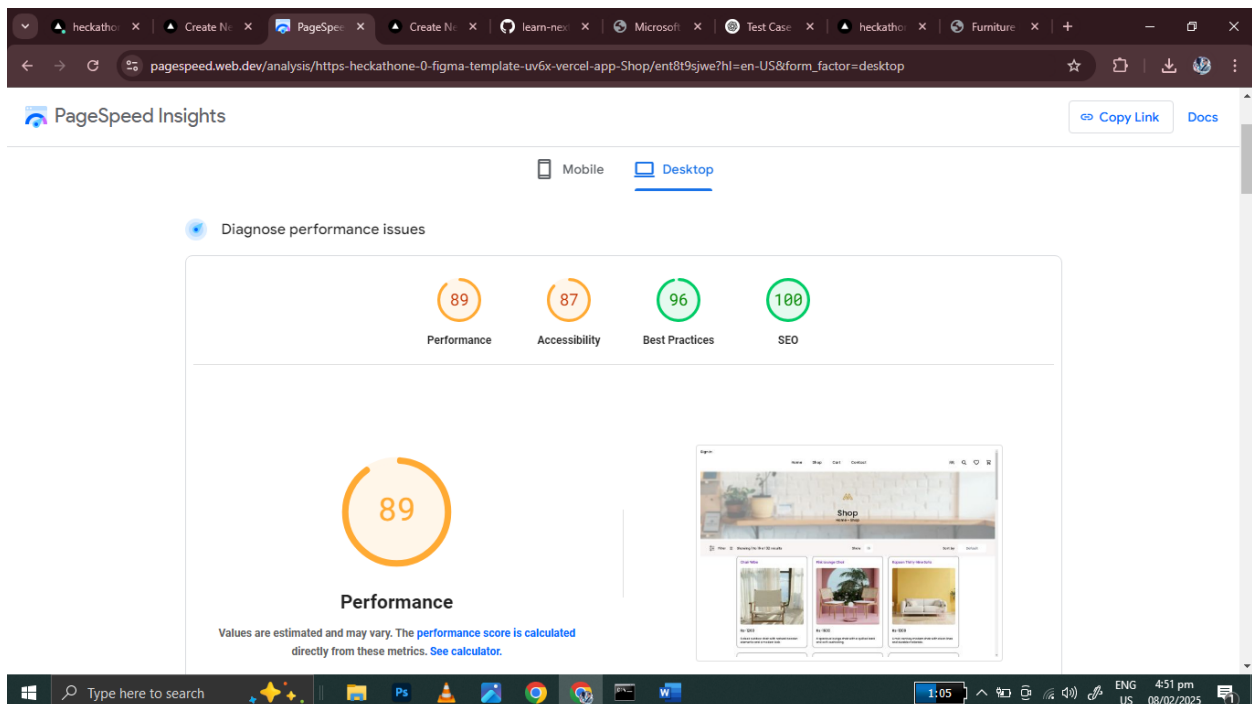 heckatho
Create Ne
PageSpee
Create Ne
learn-nex
Microsoft
Test Case
heckatho
Furniture
pagespeed.web.dev/analysis/https-heckathone-0-figma-template-uv6x-vercel-app-Shop/ent8t9sjwe?hl=en-US&form_factor=desktop
PageSpeed Insights
Copy Link Docs
Mobile Desktop
Diagnose performance issues
89 87 96 100
Performance Accessibility Best Practices SEO
89
Performance
Values are estimated and may vary. The performance score is calculated
directly from these metrics. See calculator.
Home Shop Cart Contact
Shop
Type here to search
Ps
W
1:05
ENG
US
4:51 pm
08/02/2025
1